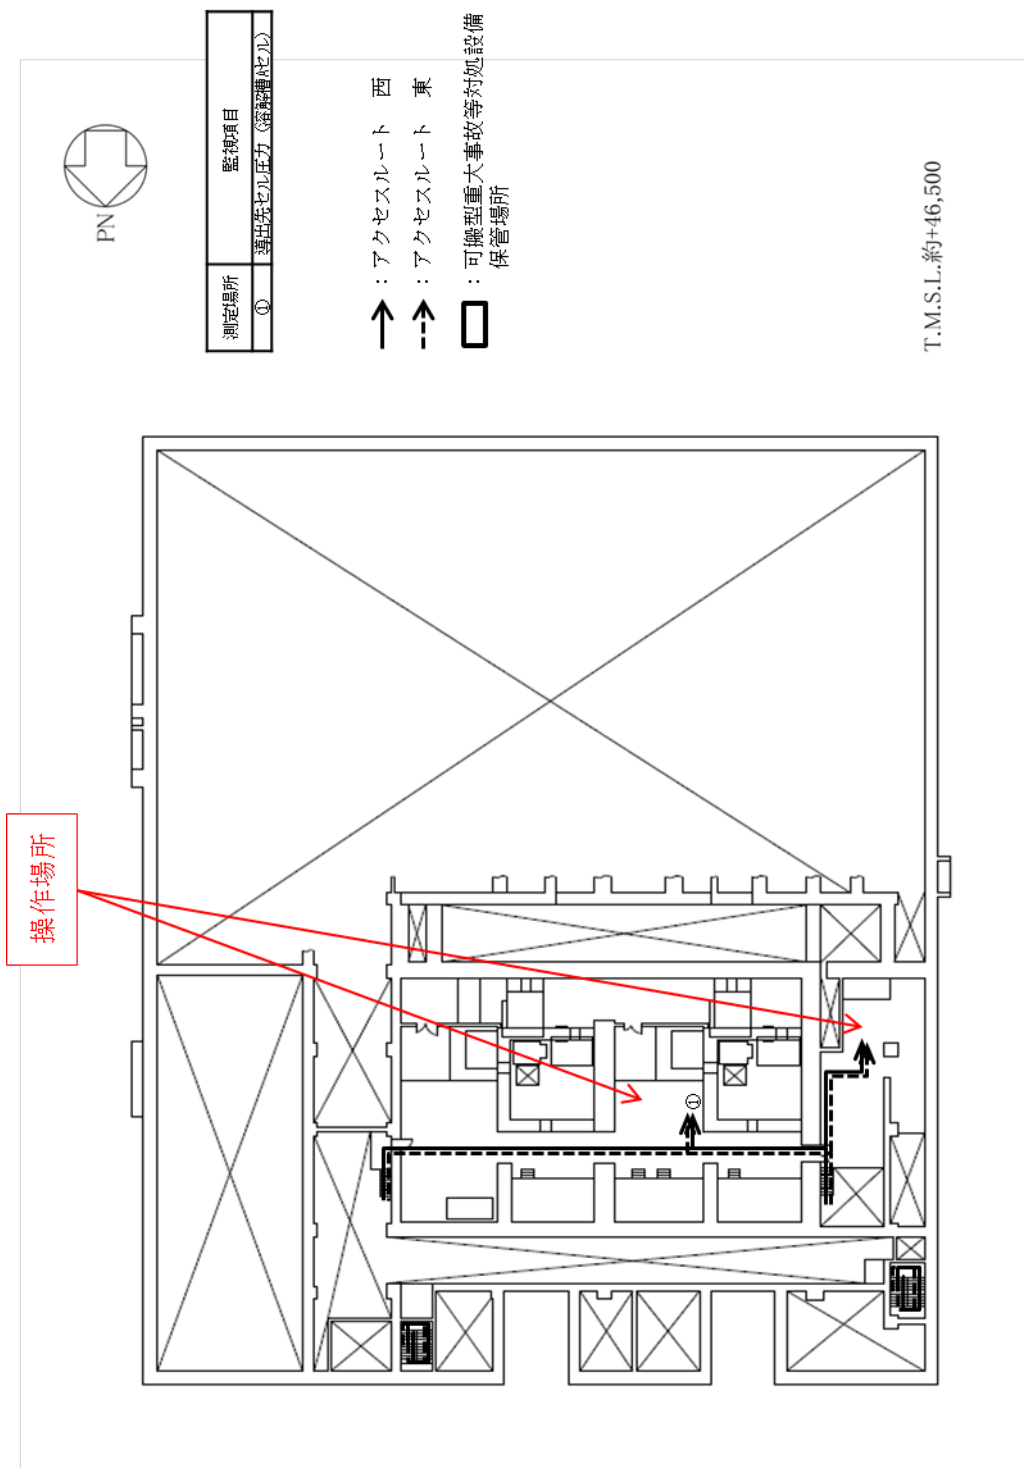 PN
測定場所 監視項目
① 導出先セル圧力（溶解槽Aセル）
：アクセスルート 西
：アクセスルート 東
：可搬型重大事故等対処設備
保管場所
T.M.S.L.約+46,500
操作場所
①